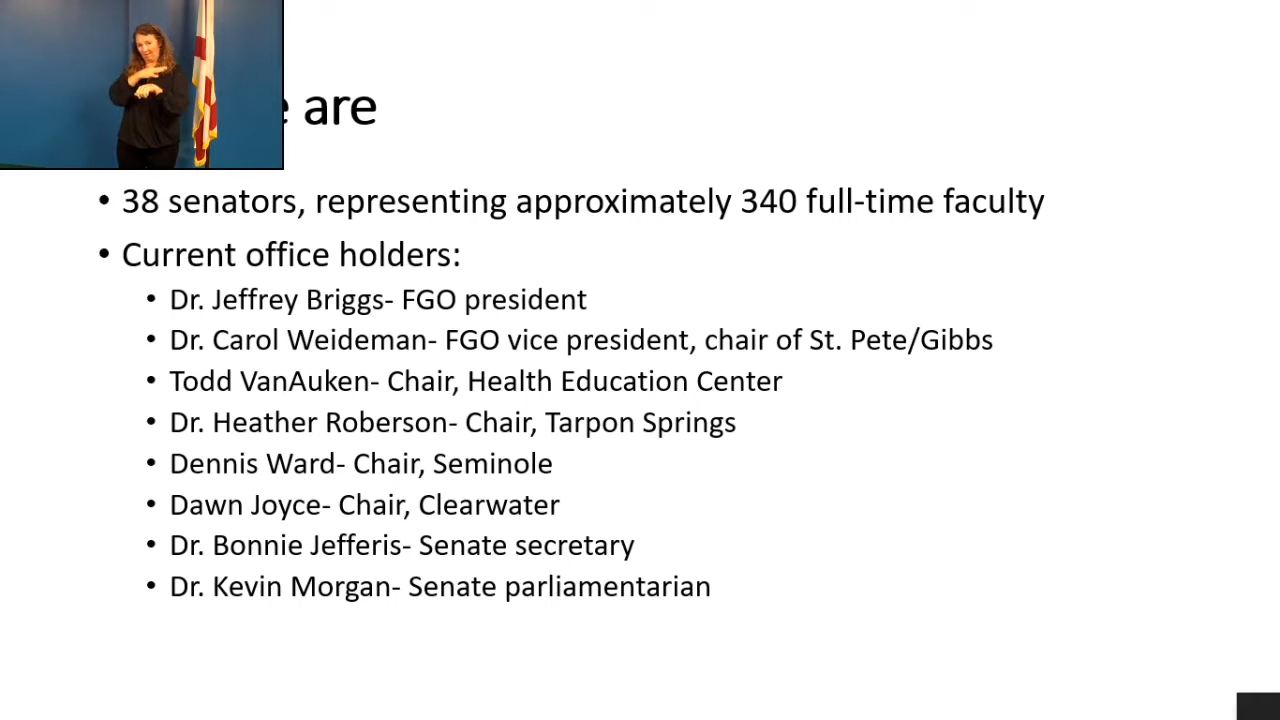 are
• 38 senators, representing approximately 340 full-time faculty
• Current office holders:
• Dr. Jeffrey Briggs- FGO president
• Dr. Carol Weideman- FGO vice president, chair of St. Pete/Gibbs
• Todd VanAuken- Chair, Health Education Center
• Dr. Heather Roberson- Chair, Tarpon Springs
• Dennis Ward- Chair, Seminole
• Dawn Joyce- Chair, Clearwater
• Dr. Bonnie Jefferis- Senate secretary
• Dr. Kevin Morgan- Senate parliamentarian